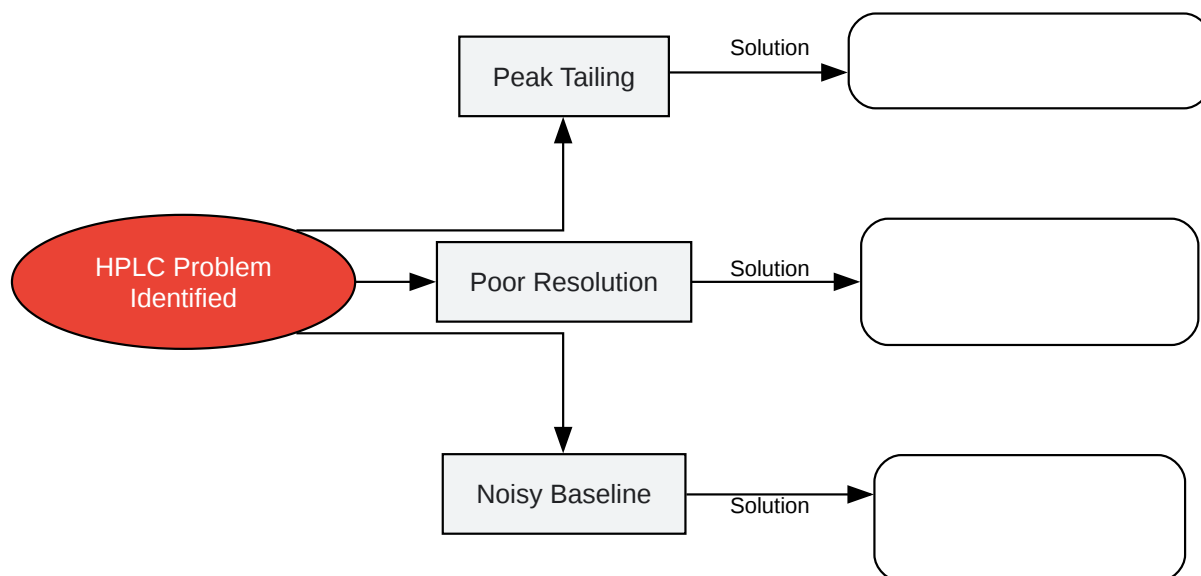 Peak Tailing
Solution
HPLC Problem
Identified
Poor Resolution
Solution
Noisy Baseline
Solution